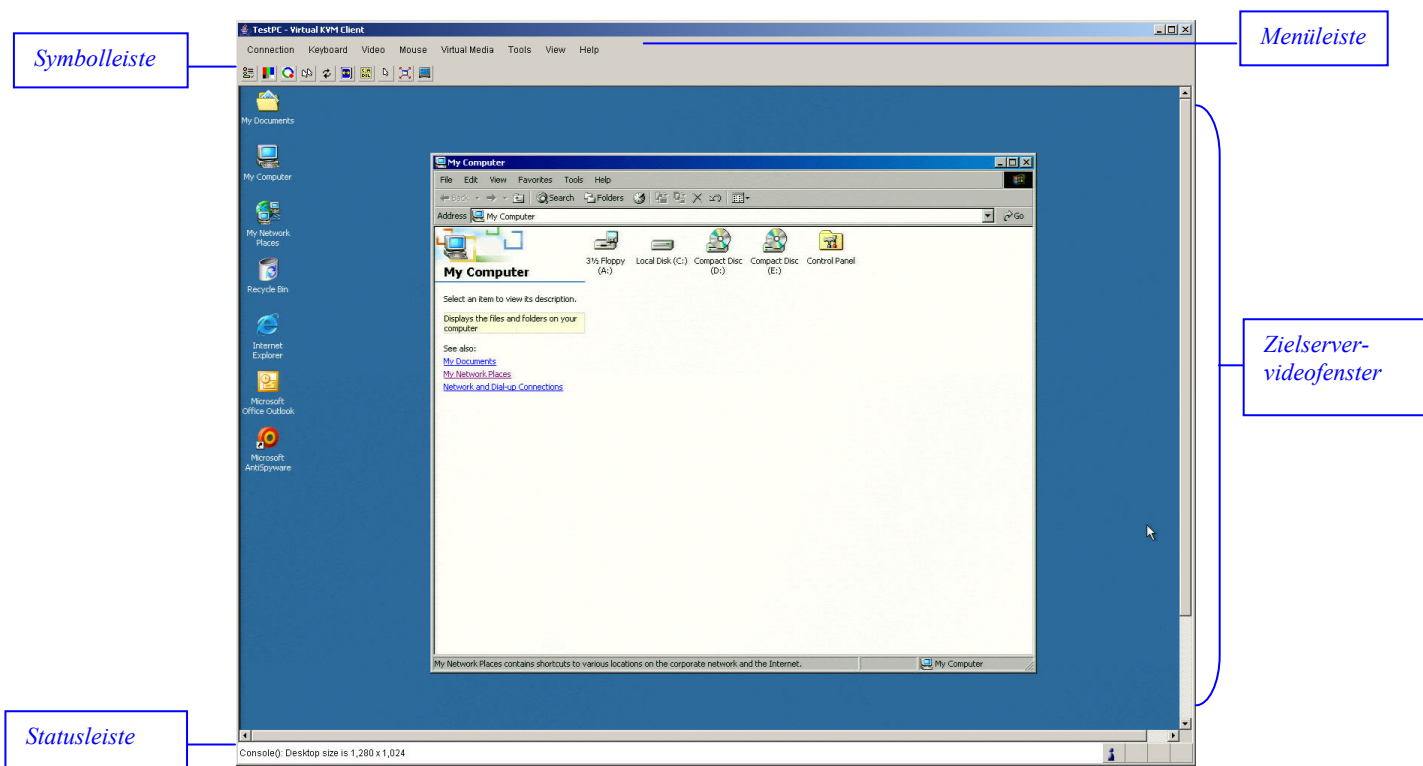 TestPC - Virtual KVM Client
Menüleiste
Connection Keyboard Video Mouse Virtual Media Tools View Help
Symbolleiste
My Documents
My Computer
My Network
Places
Recycle Bin
Internet
Explorer
Microsoft
Office Outlook
Microsoft
AntiSpyware
My Computer
File Edit View Favorites Tools Help
Back Search Folders
Address My Computer Go
3½ Floppy
(A:)
Local Disk (C:)
Compact Disc
(D:)
Compact Disc
(E:)
Control Panel
My Computer
Select an item to view its description.
Displays the files and folders on your
computer
See also:
My Documents
My Network Places
Network and Dial-up Connections
My Network Places contains shortcuts to various locations on the corporate network and the Internet.
My Computer
Zielserver-
videofenster
Statusleiste
Console(): Desktop size is 1,280 x 1,024